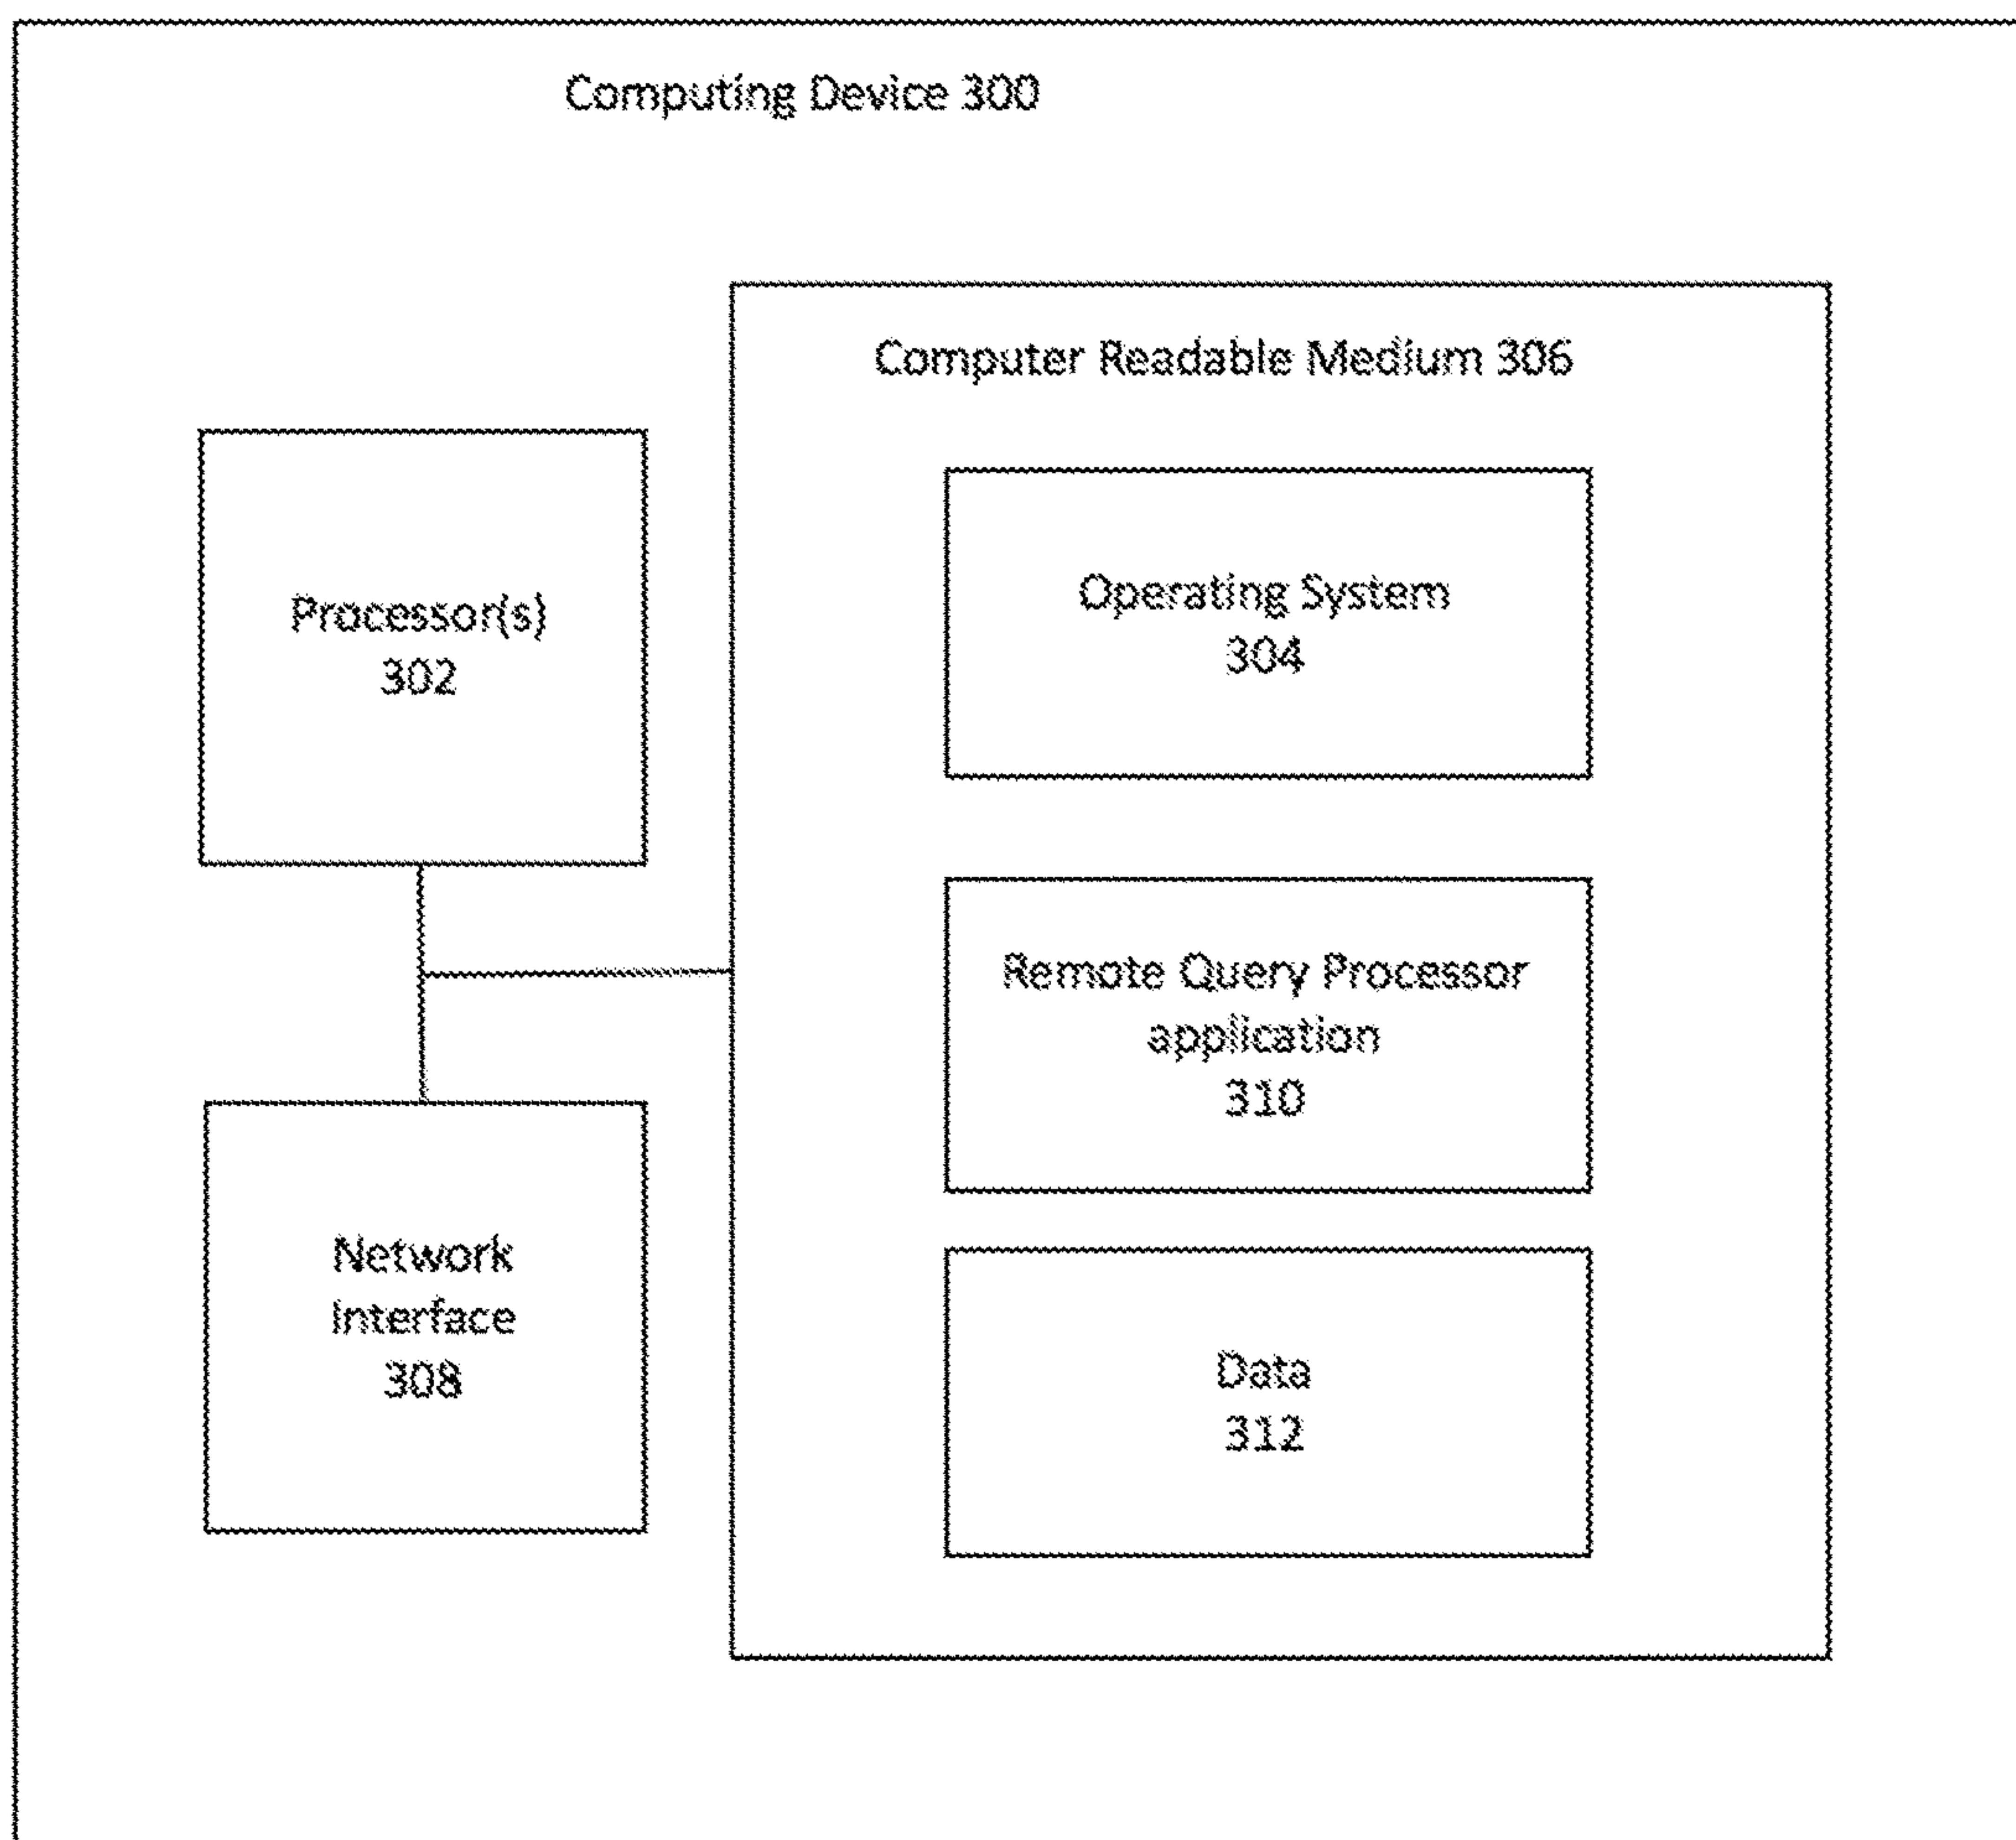 Computing Device 300
Computer Readable Medium 306
Processor(s)
302
Operating System
304
Remote Query Processor
application
310
Network
Interface
308
Data
312